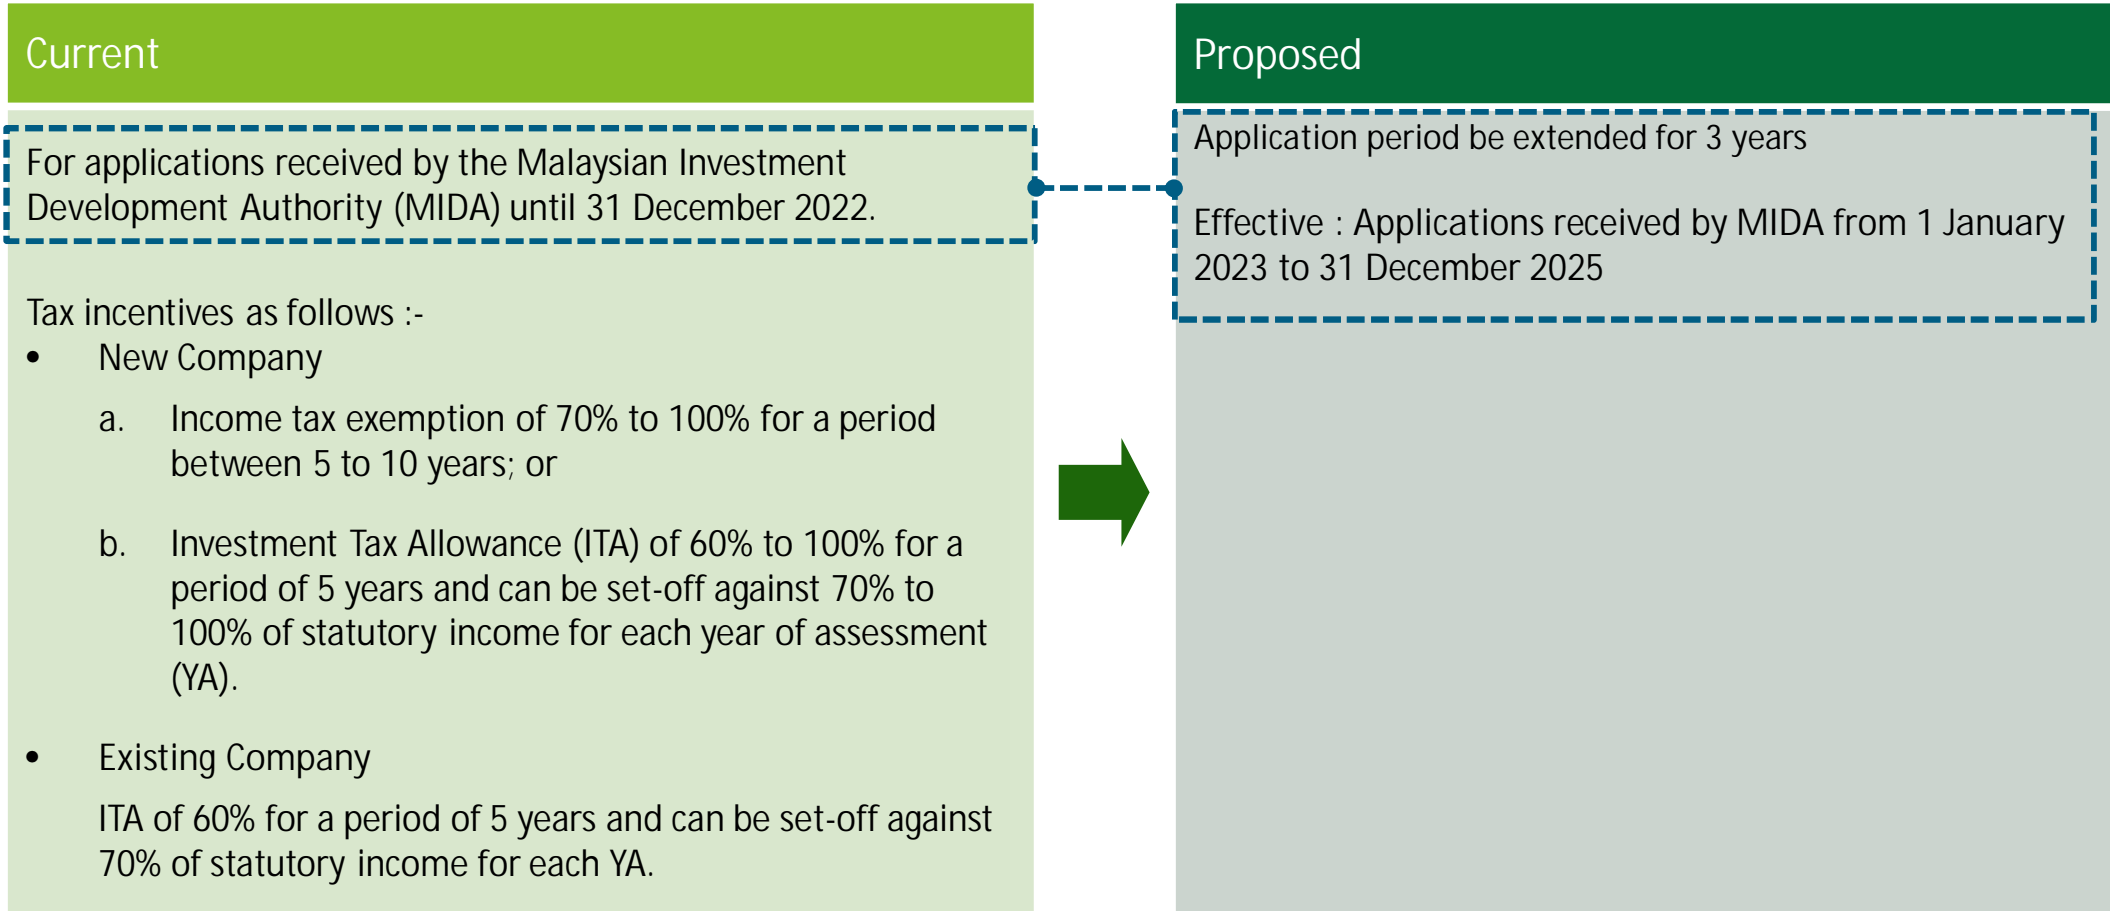 Current
For applications received by the Malaysian Investment
Development Authority (MIDA) until 31 December 2022.
Tax incentives as follows :-
• New Company
a. Income tax exemption of 70% to 100% for a period
between 5 to 10 years; or
b. Investment Tax Allowance (ITA) of 60% to 100% for a
period of 5 years and can be set-off against 70% to
100% of statutory income for each year of assessment
(YA).
• Existing Company
ITA of 60% for a period of 5 years and can be set-off against
70% of statutory income for each YA.
Proposed
Application period be extended for 3 years
Effective : Applications received by MIDA from 1 January
2023 to 31 December 2025